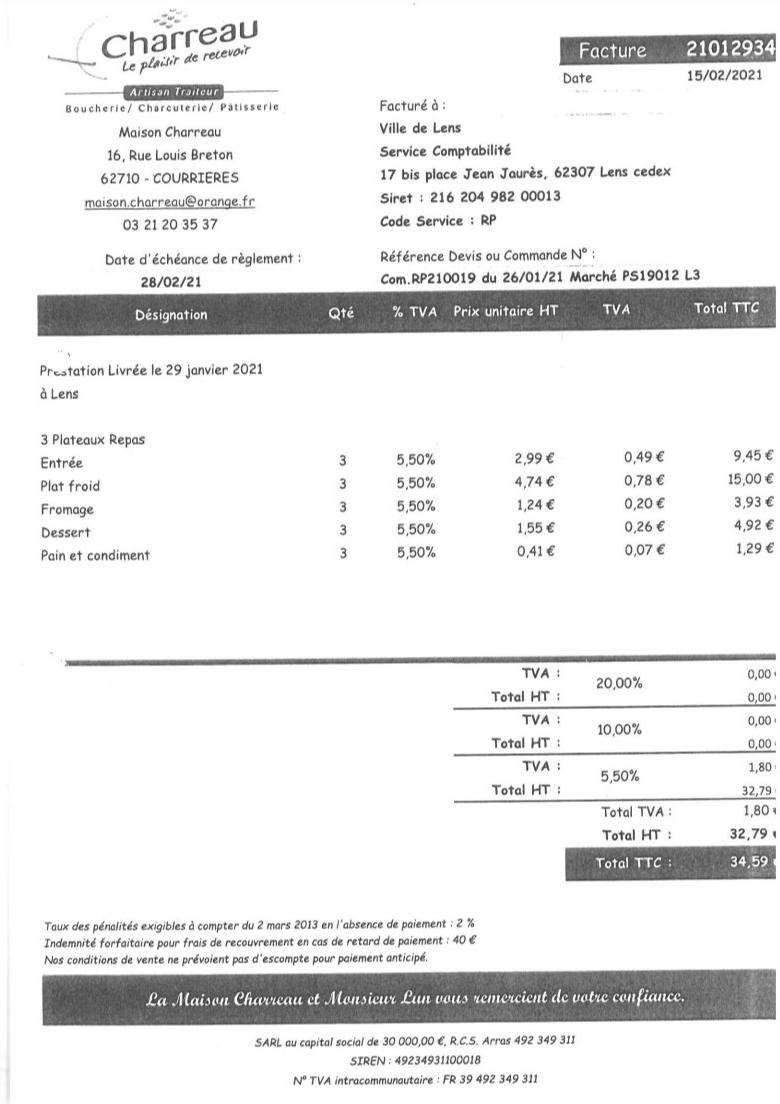 Charreau
Le plaisir de recevoir
Artisan Traiteur
Boucherie/ Charcuterie/ Pâtisserie
Maison Charreau
16, Rue Louis Breton
62710 - COURRIERES
maison.charreau@orange.fr
03 21 20 35 37
Date d'échéance de règlement :
28/02/21
Facture 21012934
Date 15/02/2021
Facturé à :
Ville de Lens
Service Comptabilité
17 bis place Jean Jaurès, 62307 Lens cedex
Siret : 216 204 982 00013
Code Service : RP
Référence Devis ou Commande N° :
Com.RP210019 du 26/01/21 Marché PS19012 L3
Désignation Qté % TVA Prix unitaire HT TVA Total TTC
Prestation Livrée le 29 janvier 2021
à Lens
3 Plateaux Repas
Entrée 3 5,50% 2,99 € 0,49 € 9,45 €
Plat froid 3 5,50% 4,74 € 0,78 € 15,00 €
Fromage 3 5,50% 1,24 € 0,20 € 3,93 €
Dessert 3 5,50% 1,55 € 0,26 € 4,92 €
Pain et condiment 3 5,50% 0,41 € 0,07 € 1,29 €
TVA : 0,00
20,00%
Total HT : 0,00
TVA : 0,00
10,00%
Total HT : 0,00
TVA : 1,80
5,50%
Total HT : 32,79
Total TVA : 1,80 €
Total HT : 32,79 €
Total TTC : 34,59 €
Taux des pénalités exigibles à compter du 2 mars 2013 en l'absence de paiement : 2 %
Indemnité forfaitaire pour frais de recouvrement en cas de retard de paiement : 40 €
Nos conditions de vente ne prévoient pas d'escompte pour paiement anticipé.
La Maison Charreau et Monsieur Lun vous remercient de votre confiance.
SARL au capital social de 30 000,00 €, R.C.S. Arras 492 349 311
SIREN : 49234931100018
N° TVA intracommunautaire : FR 39 492 349 311